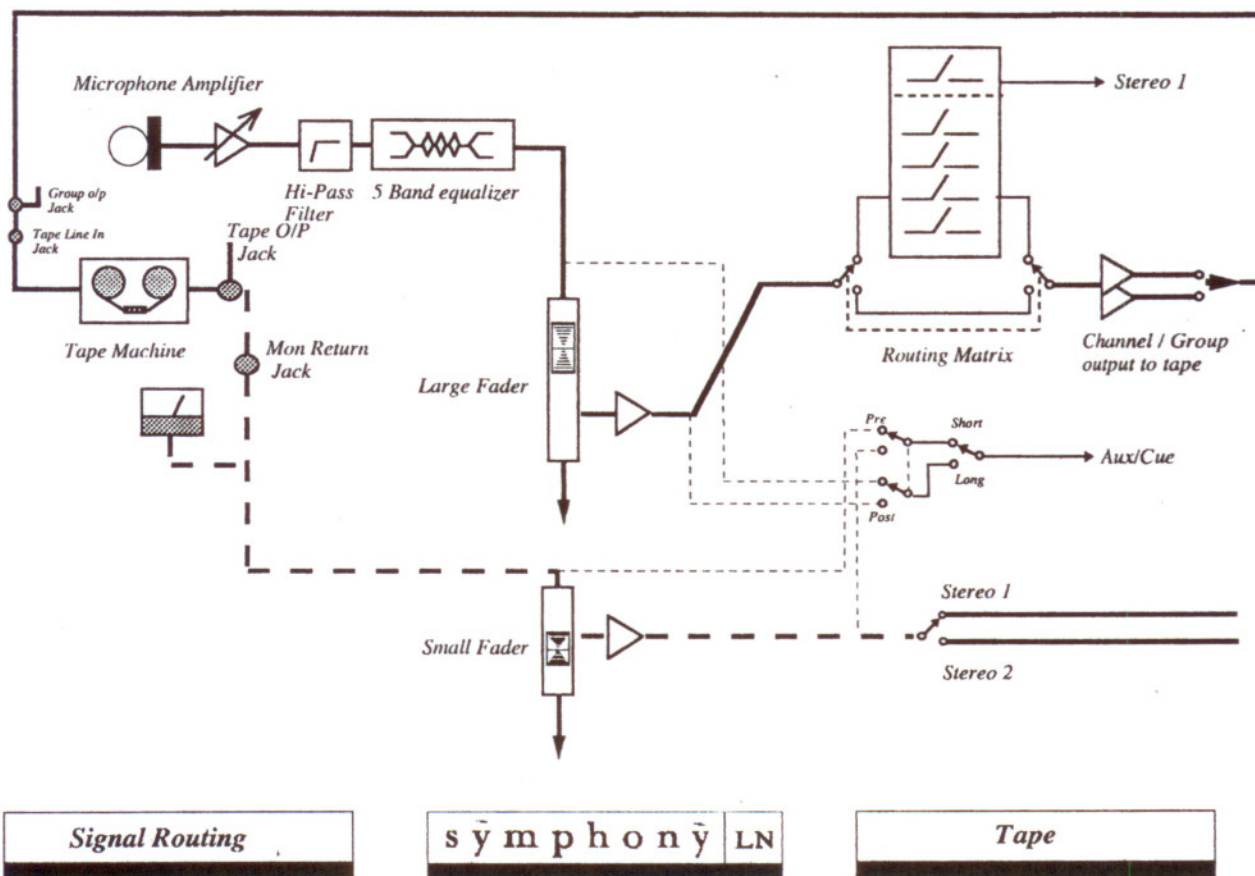 Microphone Amplifier
Stereo 1
Hi-Pass
Filter
5 Band equalizer
Group o/p
Jack
Tape Line In
Jack
Tape O/P
Jack
Tape Machine
Mon Return
Jack
Large Fader
Routing Matrix
Channel / Group
output to tape
Pre
Short
Aux/Cue
Long
Post
Stereo 1
Small Fader
Stereo 2
Signal Routing
sẏmphonẏ LN
Tape